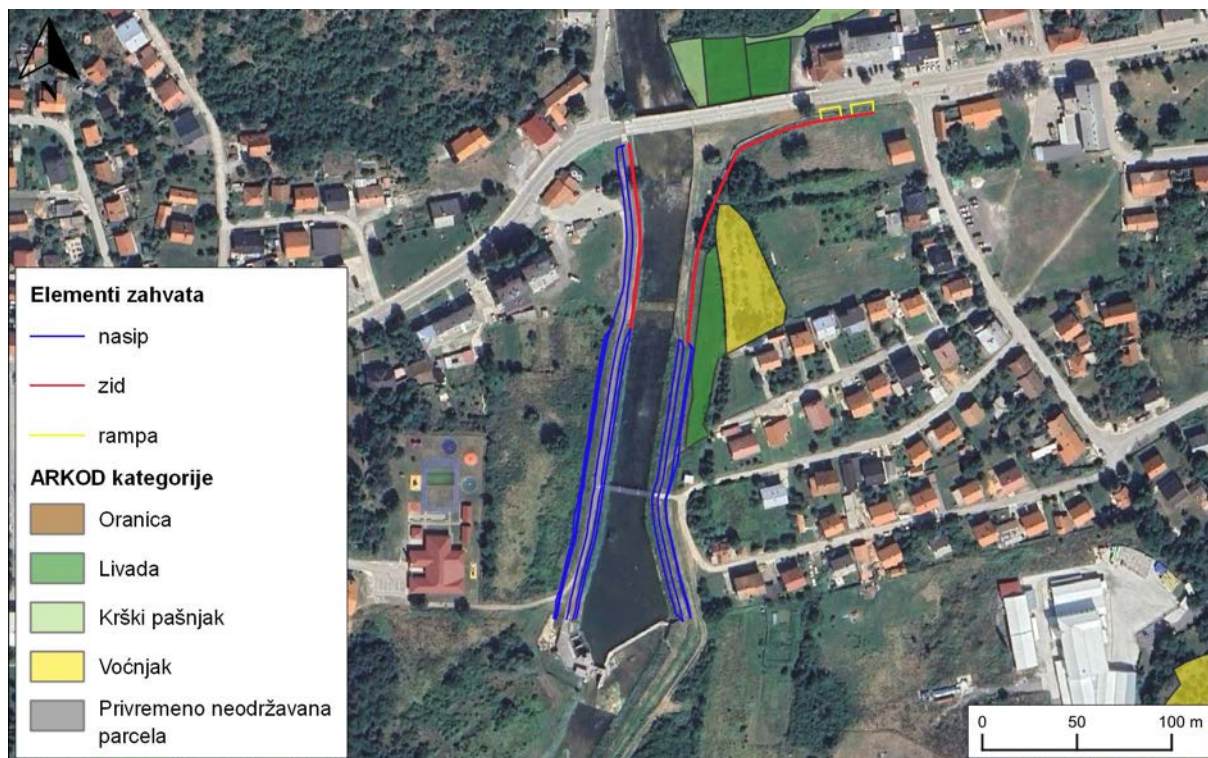 N
Elementi zahvata
nasip
zid
rampa
ARKOD kategorije
Oranica
Livada
Krški pašnjak
Voćnjak
Privremeno neodržavana
parcela
0 50 100 m